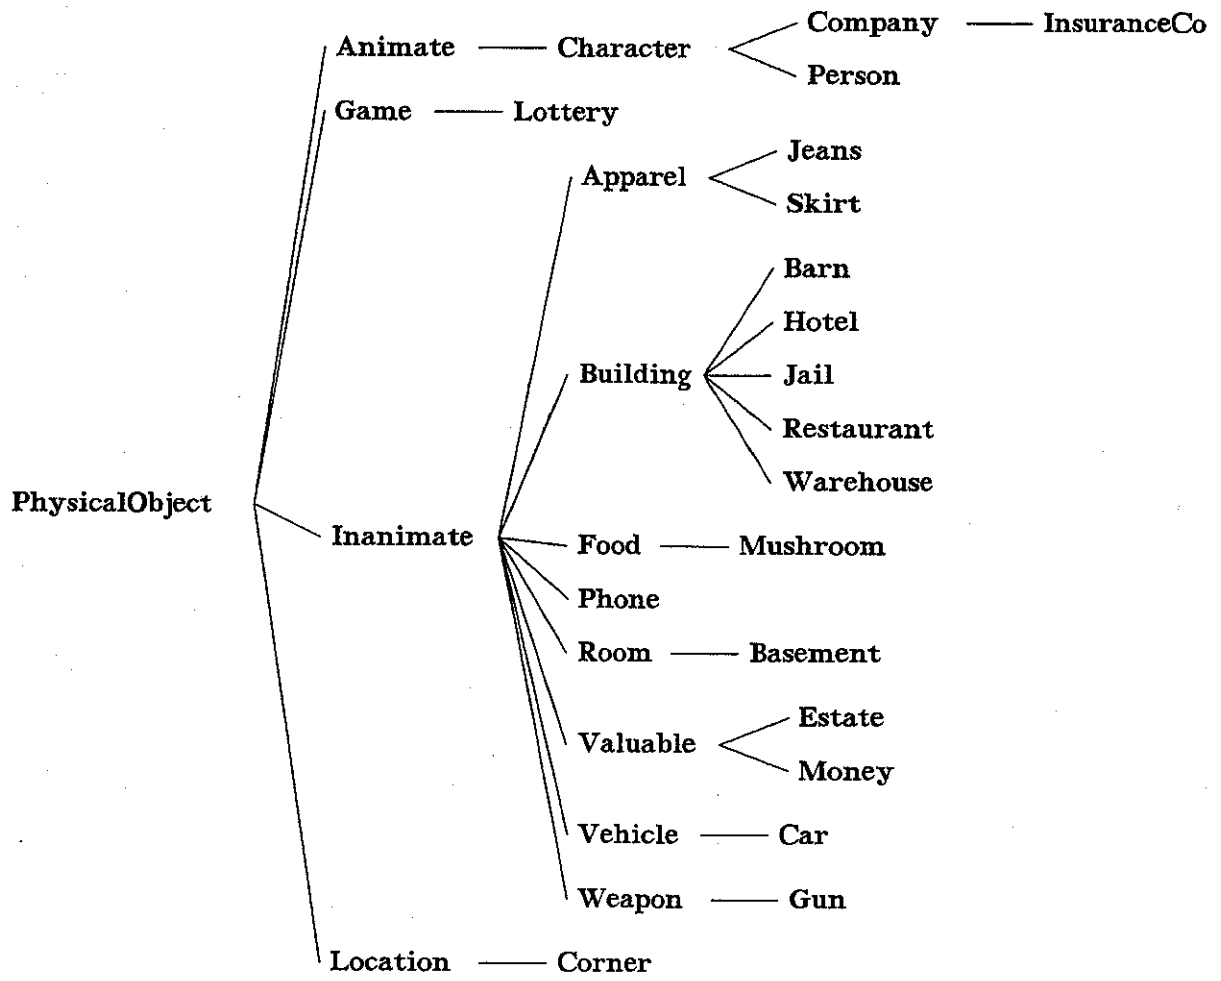 Company InsuranceCo
Animate Character
Person
Game Lottery
Jeans
Apparel
Skirt
Barn
Hotel
Building Jail
Restaurant
Warehouse
PhysicalObject
Inanimate
Food Mushroom
Phone
Room Basement
Estate
Valuable
Money
Vehicle Car
Weapon Gun
Location Corner